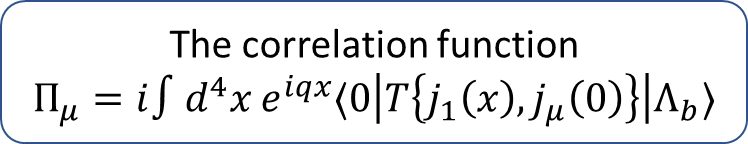 The correlation function
Πμ = i∫ d⁴x e^{iqx}⟨0|T{j₁(x), jμ(0)}|Λb⟩